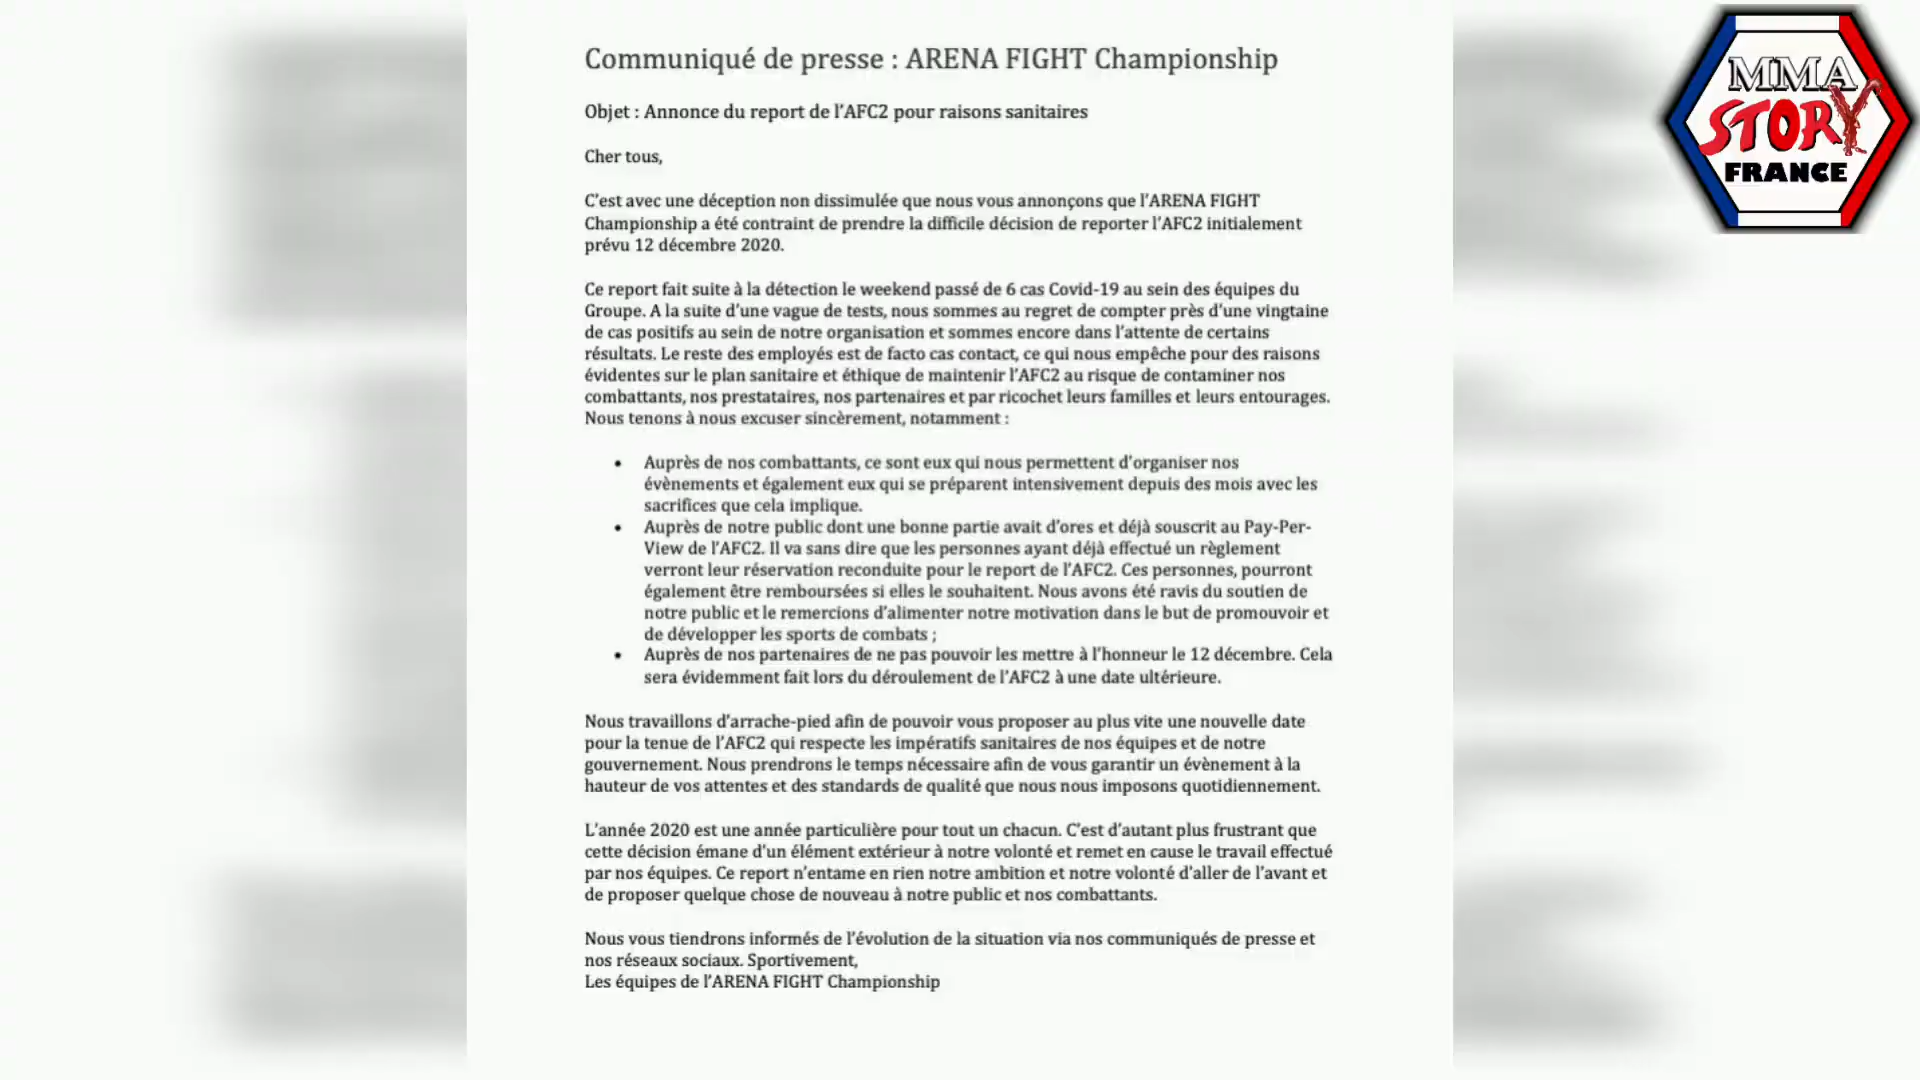 Communiqué de presse : ARENA FIGHT Championship
Objet : Annonce du report de l'AFC2 pour raisons sanitaires
Cher tous,
C'est avec une déception non dissimulée que nous vous annonçons que l'ARENA FIGHT
Championship a été contraint de prendre la difficile décision de reporter l'AFC2 initialement
prévu 12 décembre 2020.
Ce report fait suite à la détection le weekend passé de 6 cas Covid-19 au sein des équipes du
Groupe. A la suite d'une vague de tests, nous sommes au regret de compter près d'une vingtaine
de cas positifs au sein de notre organisation et sommes encore dans l'attente de certains
résultats. Le reste des employés est de facto cas contact, ce qui nous empêche pour des raisons
évidentes sur le plan sanitaire et éthique de maintenir l'AFC2 au risque de contaminer nos
combattants, nos prestataires, nos partenaires et par ricochet leurs familles et leurs entourages.
Nous tenons à nous excuser sincèrement, notamment :
• Auprès de nos combattants, ce sont eux qui nous permettent d'organiser nos
évènements et également eux qui se préparent intensivement depuis des mois avec les
sacrifices que cela implique.
• Auprès de notre public dont une bonne partie avait d'ores et déjà souscrit au Pay-Per-
View de l'AFC2. Il va sans dire que les personnes ayant déjà effectué un règlement
verront leur réservation reconduite pour le report de l'AFC2. Ces personnes, pourront
également être remboursées si elles le souhaitent. Nous avons été ravis du soutien de
notre public et le remercions d'alimenter notre motivation dans le but de promouvoir et
de développer les sports de combats ;
• Auprès de nos partenaires de ne pas pouvoir les mettre à l'honneur le 12 décembre. Cela
sera évidemment fait lors du déroulement de l'AFC2 à une date ultérieure.
Nous travaillons d'arrache-pied afin de pouvoir vous proposer au plus vite une nouvelle date
pour la tenue de l'AFC2 qui respecte les impératifs sanitaires de nos équipes et de notre
gouvernement. Nous prendrons le temps nécessaire afin de vous garantir un évènement à la
hauteur de vos attentes et des standards de qualité que nous nous imposons quotidiennement.
L'année 2020 est une année particulière pour tout un chacun. C'est d'autant plus frustrant que
cette décision émane d'un élément extérieur à notre volonté et remet en cause le travail effectué
par nos équipes. Ce report n'entame en rien notre ambition et notre volonté d'aller de l'avant et
de proposer quelque chose de nouveau à notre public et nos combattants.
Nous vous tiendrons informés de l'évolution de la situation via nos communiqués de presse et
nos réseaux sociaux. Sportivement,
Les équipes de l'ARENA FIGHT Championship
MMA
STORY
FRANCE